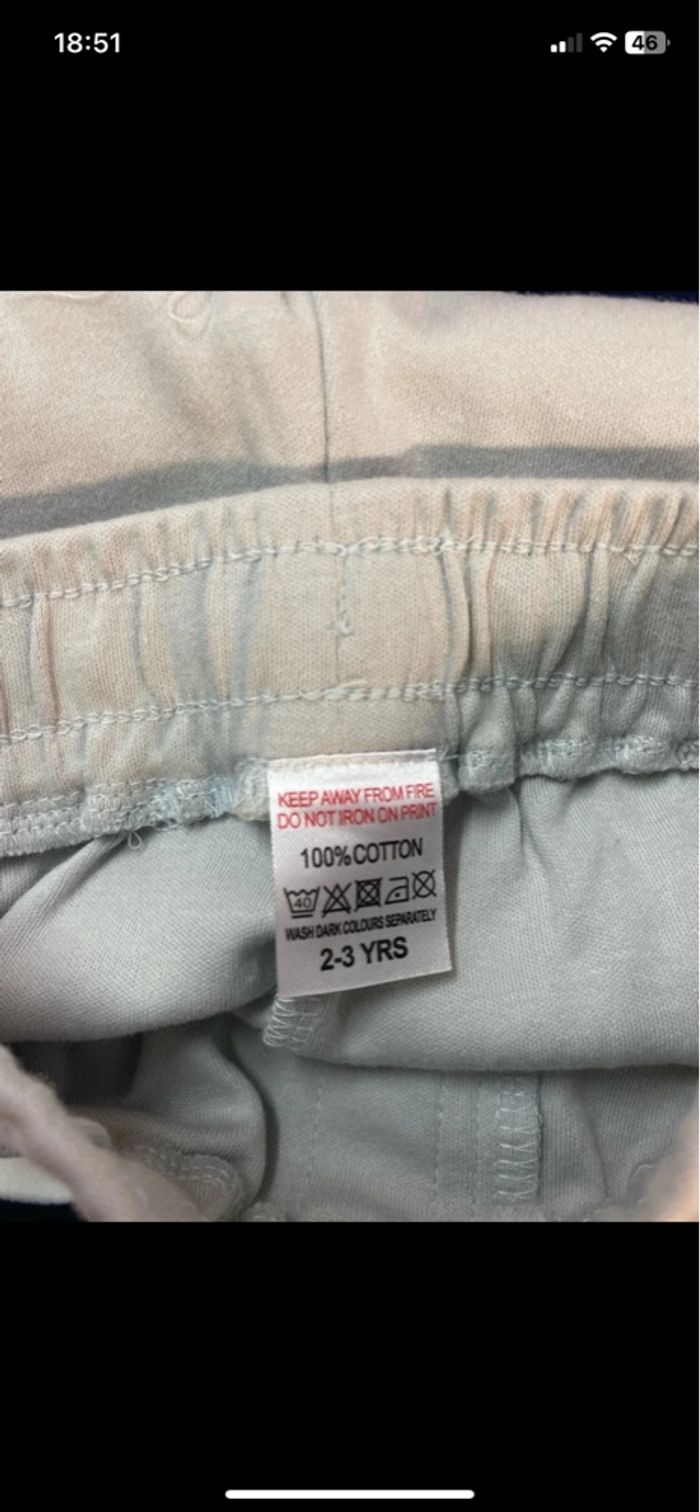 18:51
46
KEEP AWAY FROM FIRE
DO NOT IRON ON PRINT
100% COTTON
40
WASH DARK COLOURS SEPARATELY
2-3 YRS